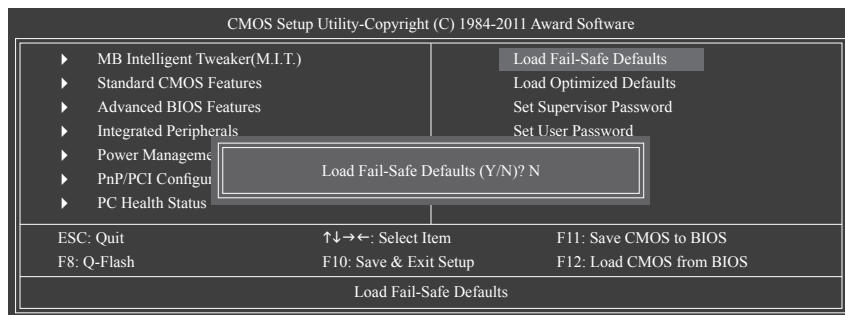 CMOS Setup Utility-Copyright (C) 1984-2011 Award Software
MB Intelligent Tweaker(M.I.T.)
Standard CMOS Features
Advanced BIOS Features
Integrated Peripherals
Power Manageme
PnP/PCI Configur
PC Health Status
Load Fail-Safe Defaults
Load Optimized Defaults
Set Supervisor Password
Set User Password
Load Fail-Safe Defaults (Y/N)? N
ESC: Quit ↑↓→←: Select Item F11: Save CMOS to BIOS
F8: Q-Flash F10: Save & Exit Setup F12: Load CMOS from BIOS
Load Fail-Safe Defaults